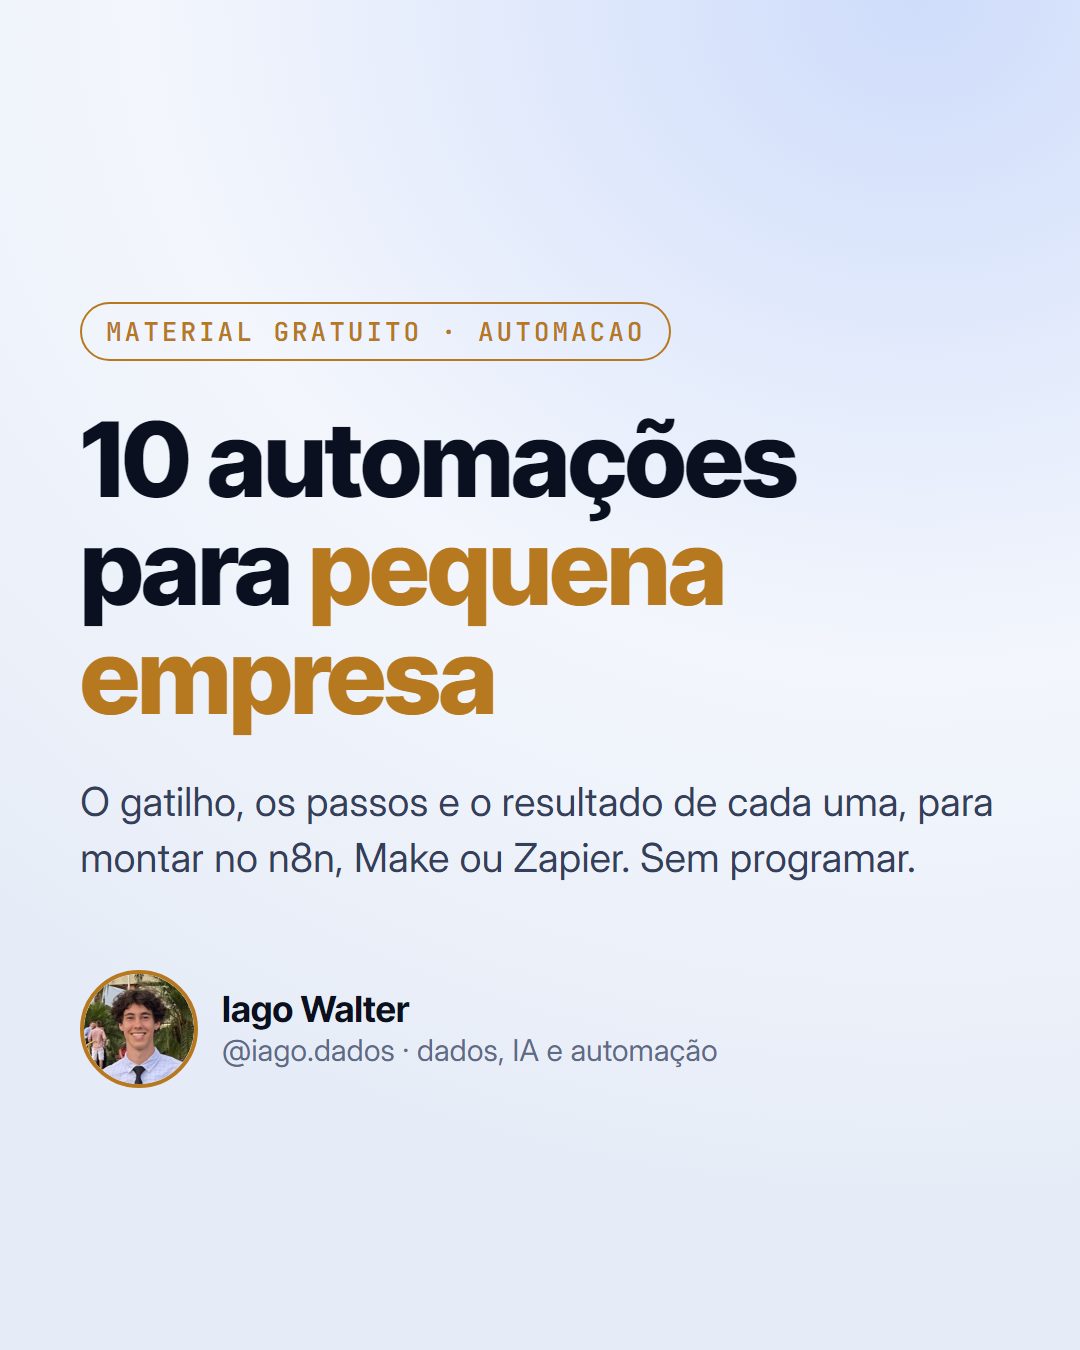 MATERIAL GRATUITO · AUTOMACAO
10 automações
para pequena
empresa
O gatilho, os passos e o resultado de cada uma, para
montar no n8n, Make ou Zapier. Sem programar.
Iago Walter
@iago.dados · dados, IA e automação